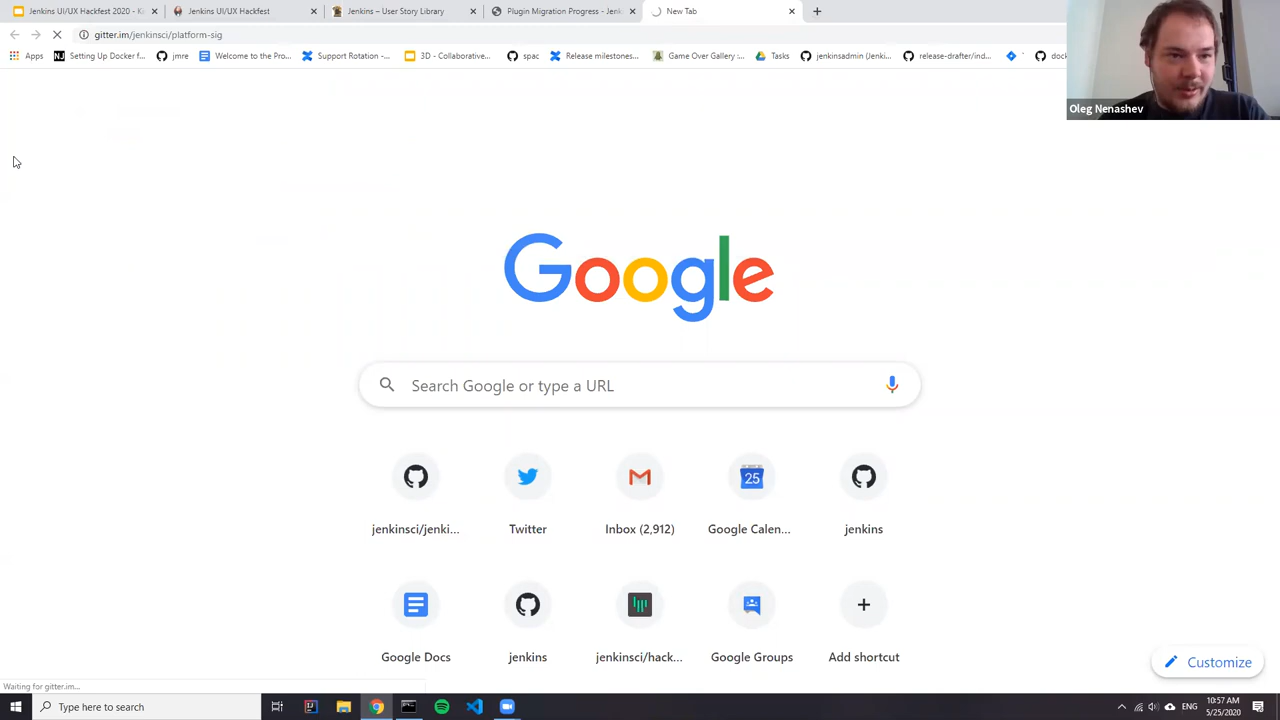 Jenkins UI/UX Hackfest 2020 - K
Jenkins UI/UX Hackfest
Jenkins – User Story Library
Plugin Migration Progress - Jenk
New Tab
gitter.im/jenkinsci/platform-sig
Apps
Setting Up Docker f...
jmre
Welcome to the Pro...
Support Rotation -...
3D - Collaborative...
spac
Release milestones...
Game Over Gallery :...
Tasks
jenkinsadmin (Jenki...
release-drafter/ind...
dock
Oleg Nenashev
Google
Search Google or type a URL
25
jenkinsci/jenki...
Twitter
Inbox (2,912)
Google Calen...
jenkins
Google Docs
jenkins
jenkinsci/hack...
Google Groups
Add shortcut
Customize
Waiting for gitter.im...
Type here to search
ENG
10:57 AM
5/25/2020